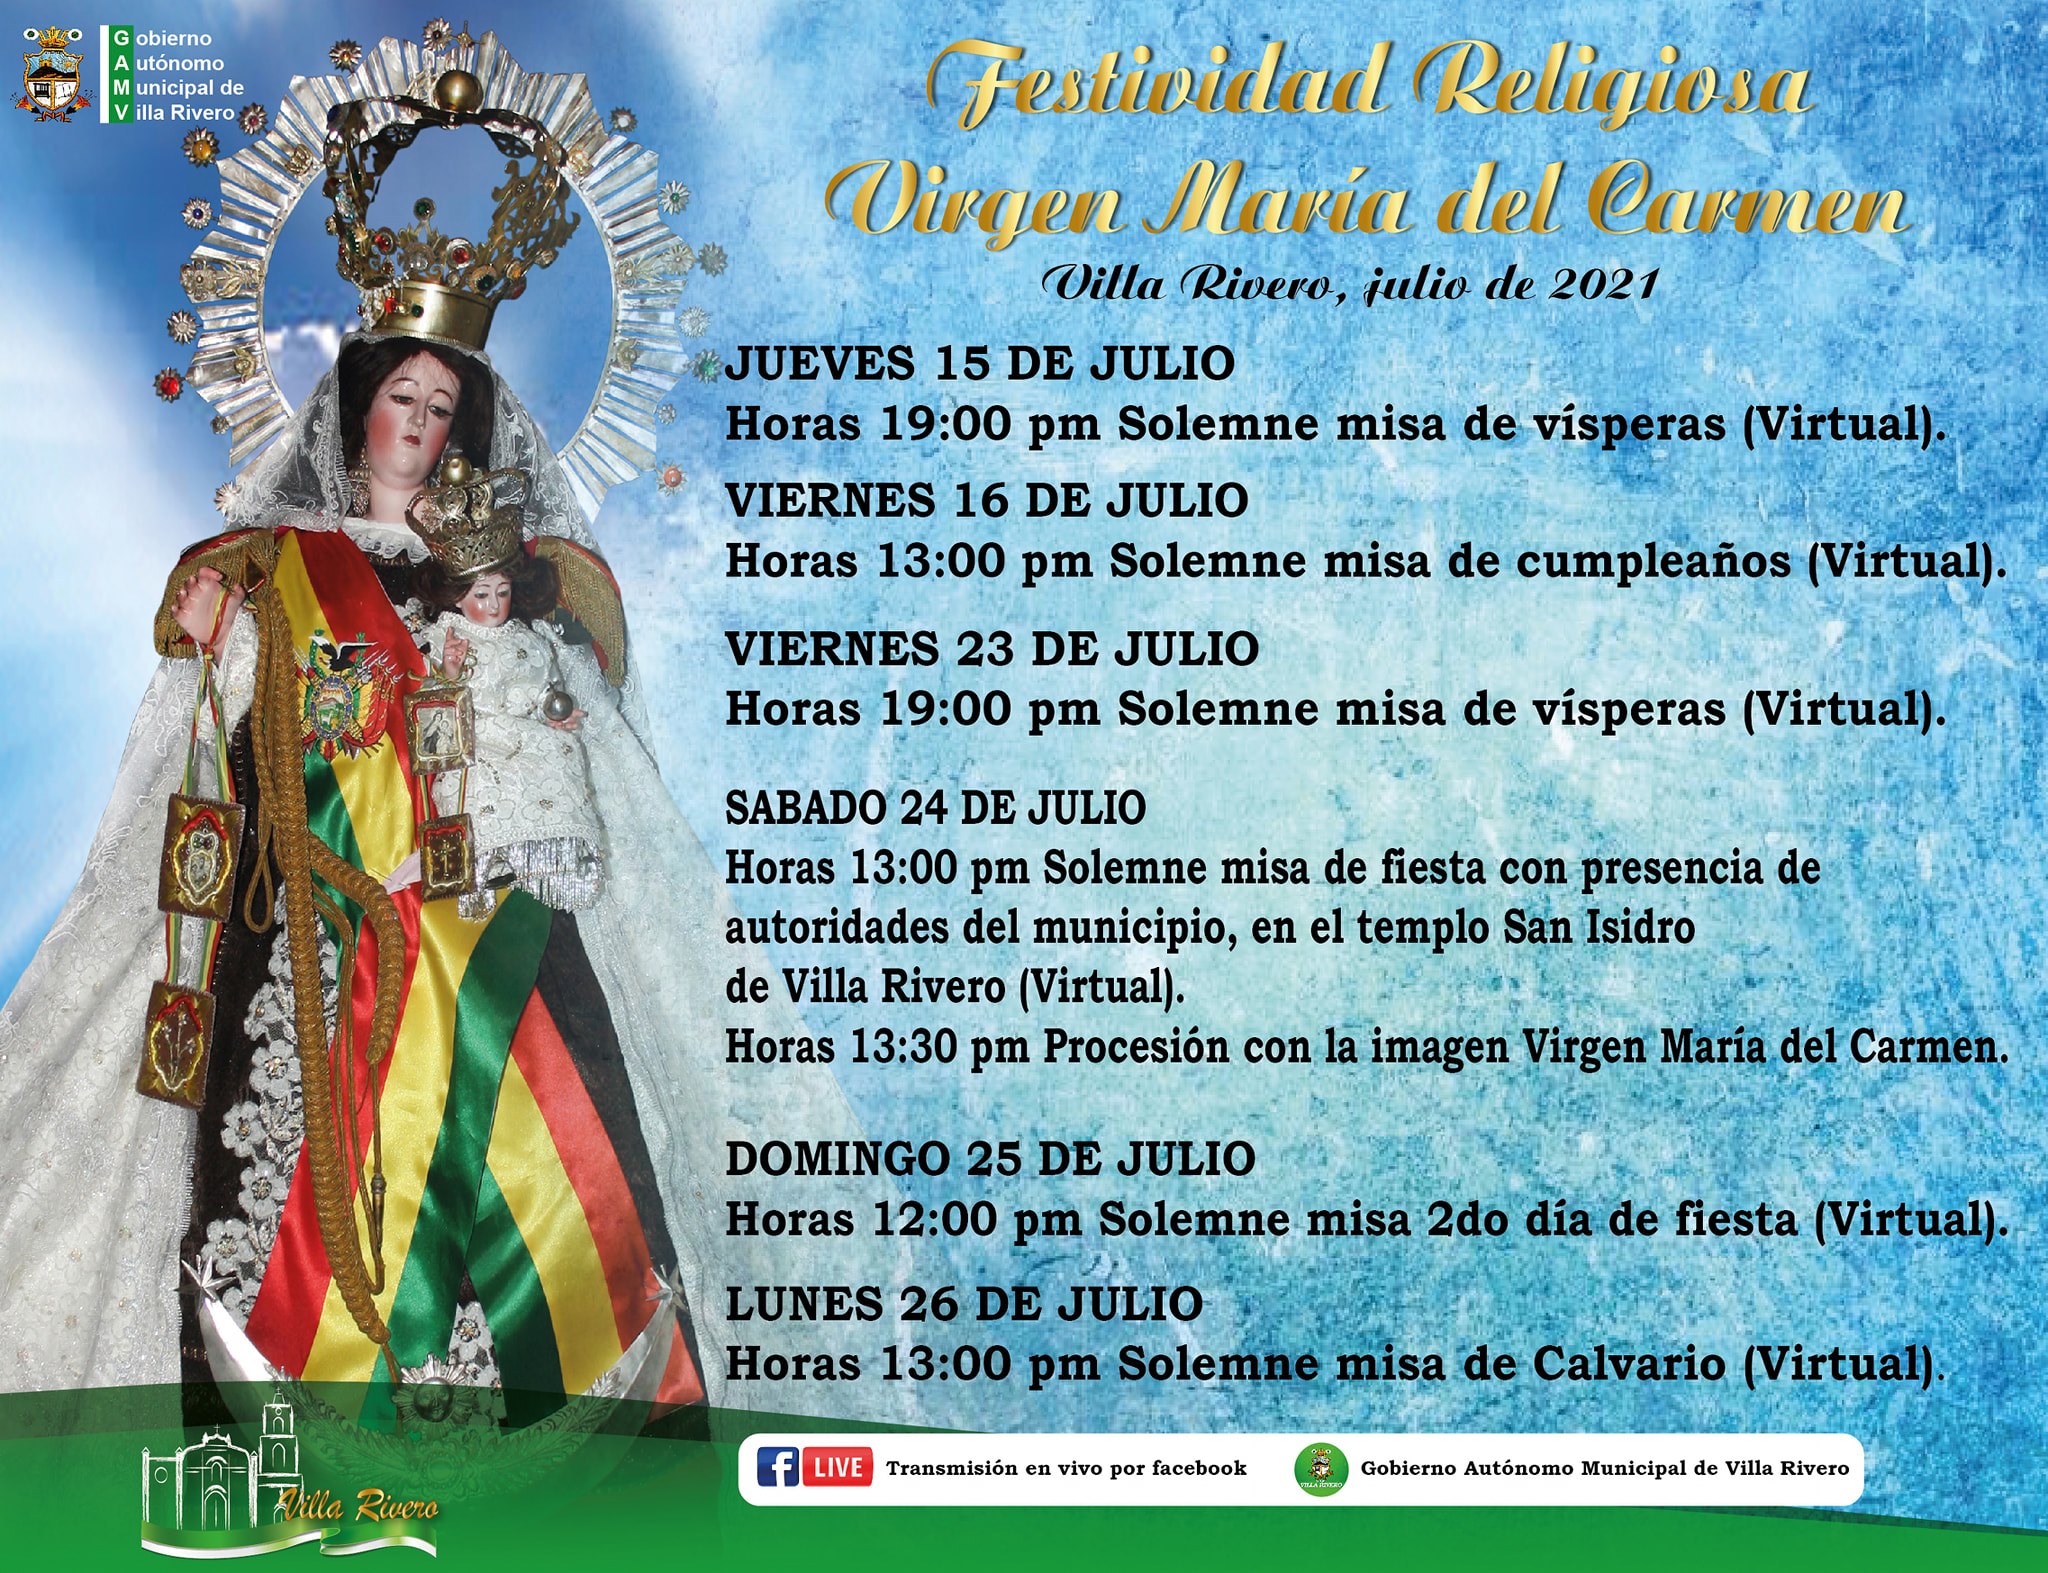 Gobierno
Autónomo
Municipal de
Villa Rivero
Festividad Religiosa
Virgen María del Carmen
Villa Rivero, julio de 2021
JUEVES 15 DE JULIO
Horas 19:00 pm Solemne misa de vísperas (Virtual).
VIERNES 16 DE JULIO
Horas 13:00 pm Solemne misa de cumpleaños (Virtual).
VIERNES 23 DE JULIO
Horas 19:00 pm Solemne misa de vísperas (Virtual).
SABADO 24 DE JULIO
Horas 13:00 pm Solemne misa de fiesta con presencia de
autoridades del municipio, en el templo San Isidro
de Villa Rivero (Virtual).
Horas 13:30 pm Procesión con la imagen Virgen María del Carmen.
DOMINGO 25 DE JULIO
Horas 12:00 pm Solemne misa 2do día de fiesta (Virtual).
LUNES 26 DE JULIO
Horas 13:00 pm Solemne misa de Calvario (Virtual).
f LIVE Transmisión en vivo por facebook VILLA RIVERO Gobierno Autónomo Municipal de Villa Rivero
Villa Rivero